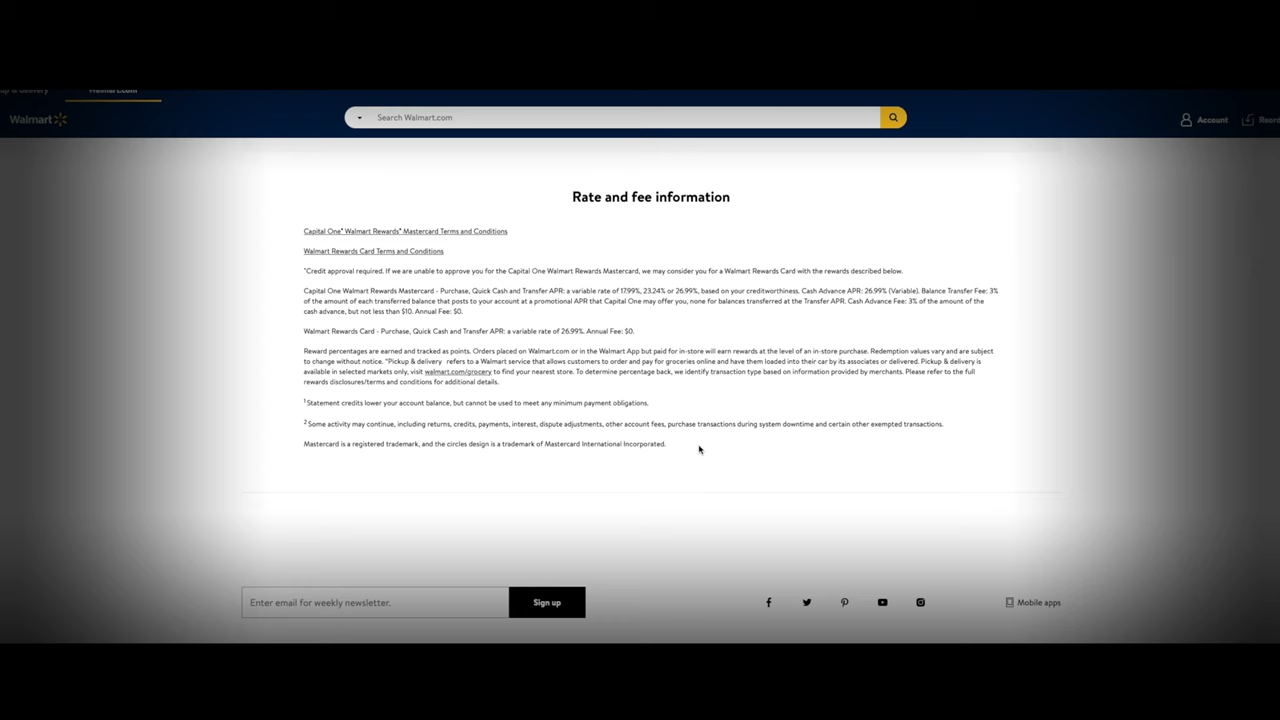 Walmart.com
Walmart
Search Walmart.com
Account
Rate and fee information
Capital One® Walmart Rewards® Mastercard Terms and Conditions
Walmart Rewards Card Terms and Conditions
*Credit approval required. If we are unable to approve you for the Capital One Walmart Rewards Mastercard, we may consider you for a Walmart Rewards Card with the rewards described below.
Capital One Walmart Rewards Mastercard - Purchase, Quick Cash and Transfer APR: a variable rate of 17.99%, 23.24% or 26.99%, based on your creditworthiness. Cash Advance APR: 26.99% (Variable). Balance Transfer Fee: 3%
of the amount of each transferred balance that posts to your account at a promotional APR that Capital One may offer you, none for balances transferred at the Transfer APR. Cash Advance Fee: 3% of the amount of the
cash advance, but not less than $10. Annual Fee: $0.
Walmart Rewards Card - Purchase, Quick Cash and Transfer APR: a variable rate of 26.99%. Annual Fee: $0.
Reward percentages are earned and tracked as points. Orders placed on Walmart.com or in the Walmart App but paid for in-store will earn rewards at the level of an in-store purchase. Redemption values vary and are subject
to change without notice. "Pickup & delivery refers to a Walmart service that allows customers to order and pay for groceries online and have them loaded into their car by its associates or delivered. Pickup & delivery is
available in selected markets only, visit walmart.com/grocery to find your nearest store. To determine percentage back, we identify transaction type based on information provided by merchants. Please refer to the full
rewards disclosures/terms and conditions for additional details.
1 Statement credits lower your account balance, but cannot be used to meet any minimum payment obligations.
2 Some activity may continue, including returns, credits, payments, interest, dispute adjustments, other account fees, purchase transactions during system downtime and certain other exempted transactions.
Mastercard is a registered trademark, and the circles design is a trademark of Mastercard International Incorporated.
Enter email for weekly newsletter.
Sign up
Mobile apps